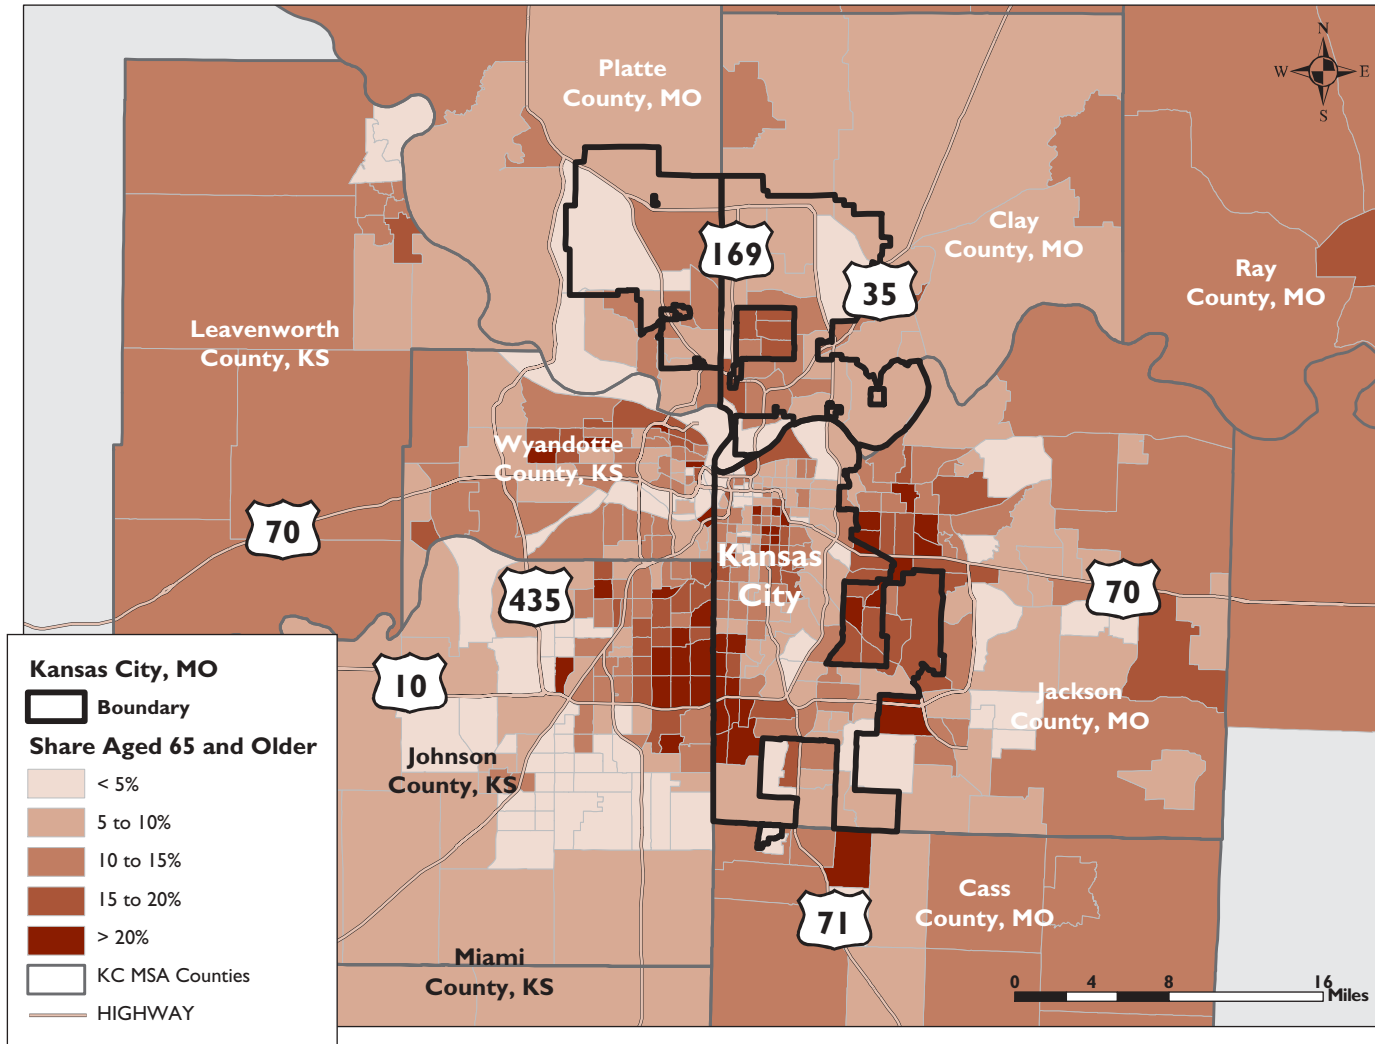 Platte
County, MO
N
W
E
S
Clay
County, MO
169
35
Ray
County, MO
Leavenworth
County, KS
Wyandotte
County, KS
70
Kansas
City
435
70
10
Jackson
County, MO
Johnson
County, KS
71
Cass
County, MO
Miami
County, KS
Kansas City, MO
Boundary
Share Aged 65 and Older
< 5%
5 to 10%
10 to 15%
15 to 20%
> 20%
KC MSA Counties
HIGHWAY
0 4 8 16
Miles